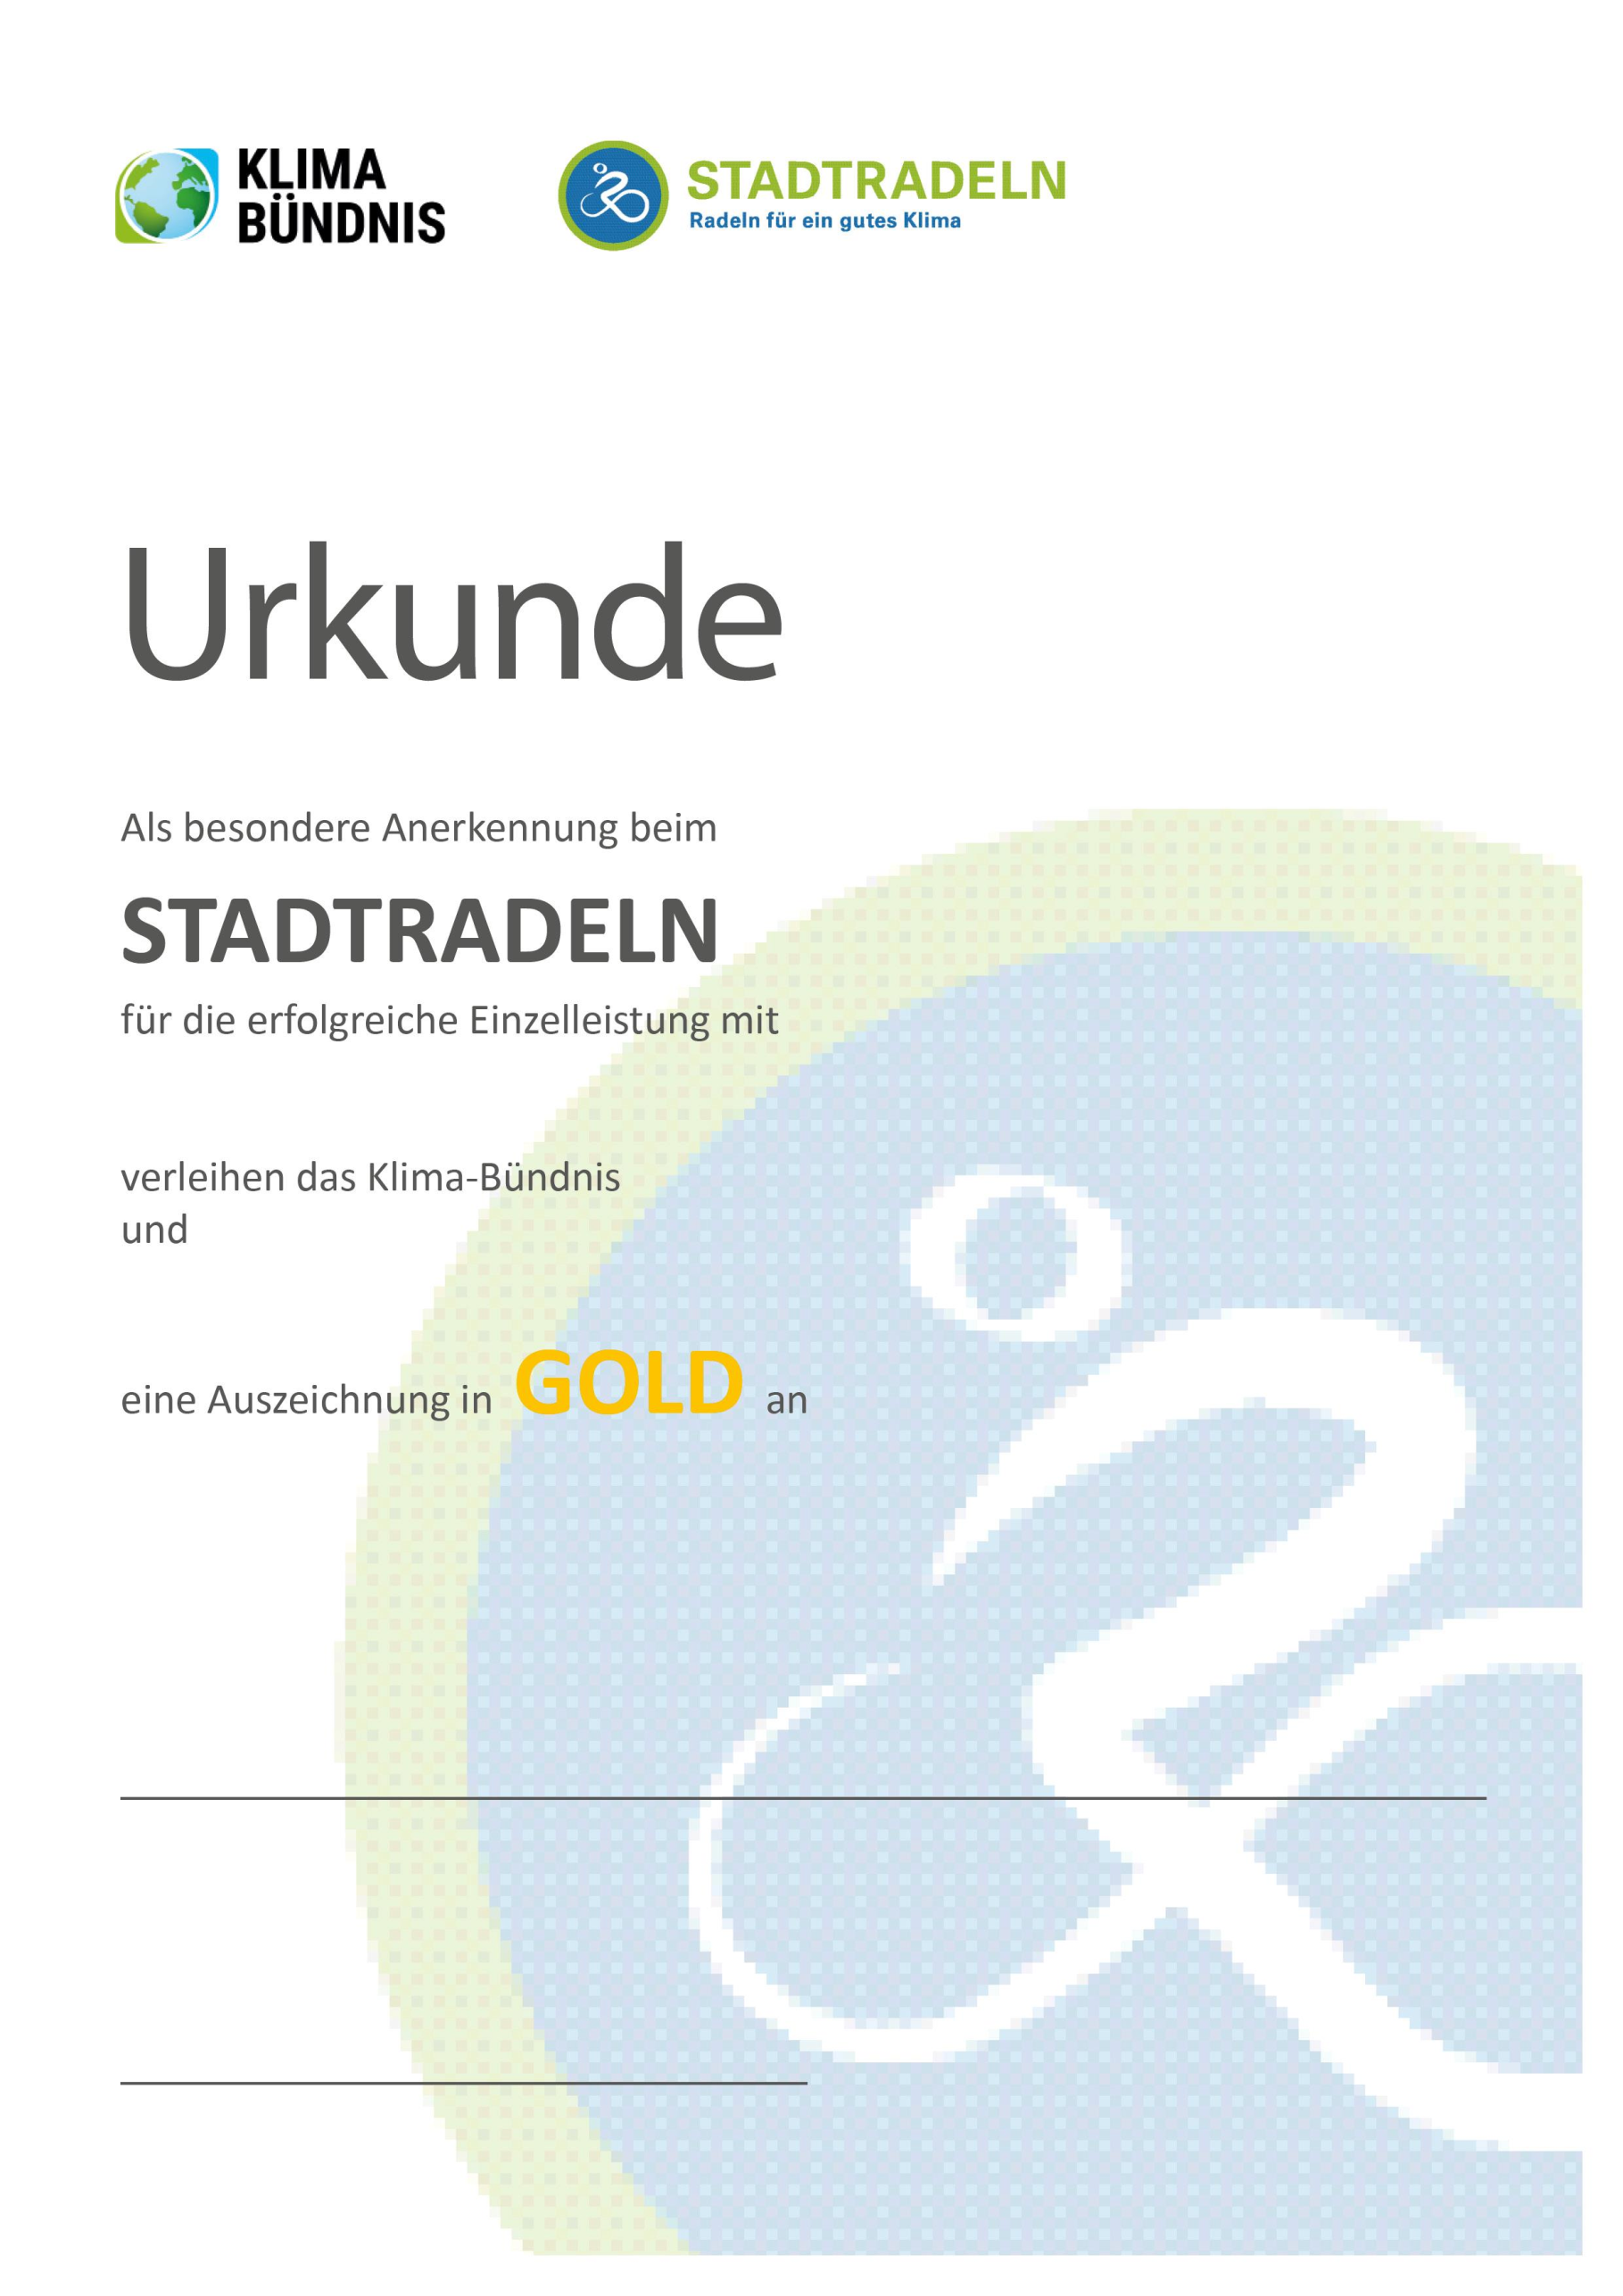 KLIMA
BÜNDNIS
STADTRADELN
Radeln für ein gutes Klima
Urkunde
Als besondere Anerkennung beim
STADTRADELN
für die erfolgreiche Einzelleistung mit
verleihen das Klima-Bündnis
und
eine Auszeichnung in GOLD an